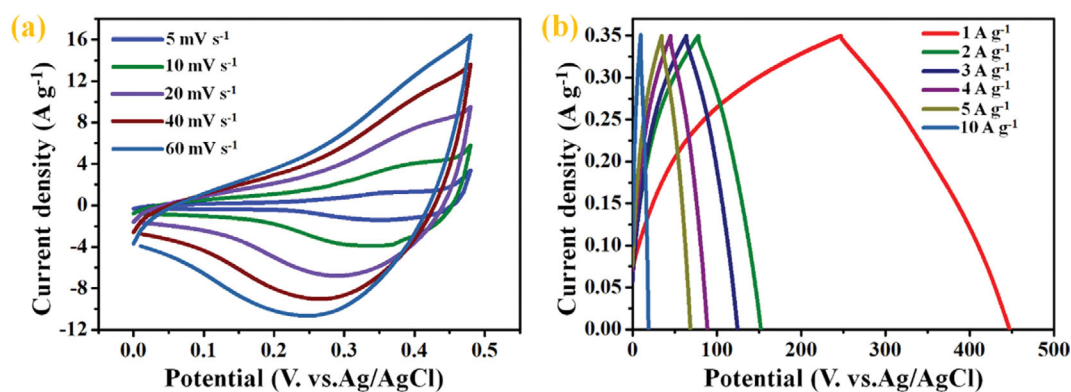 (a)
16
12
8
4
0
-4
-8
-12
Current density (A g⁻¹)
5 mV s⁻¹
10 mV s⁻¹
20 mV s⁻¹
40 mV s⁻¹
60 mV s⁻¹
0.0 0.1 0.2 0.3 0.4 0.5
Potential (V. vs.Ag/AgCl)
(b)
0.35
0.30
0.25
0.20
0.15
0.10
0.05
0.00
Current density (A g⁻¹)
1 A g⁻¹
2 A g⁻¹
3 A g⁻¹
4 A g⁻¹
5 A g⁻¹
10 A g⁻¹
0 100 200 300 400 500
Potential (V. vs.Ag/AgCl)